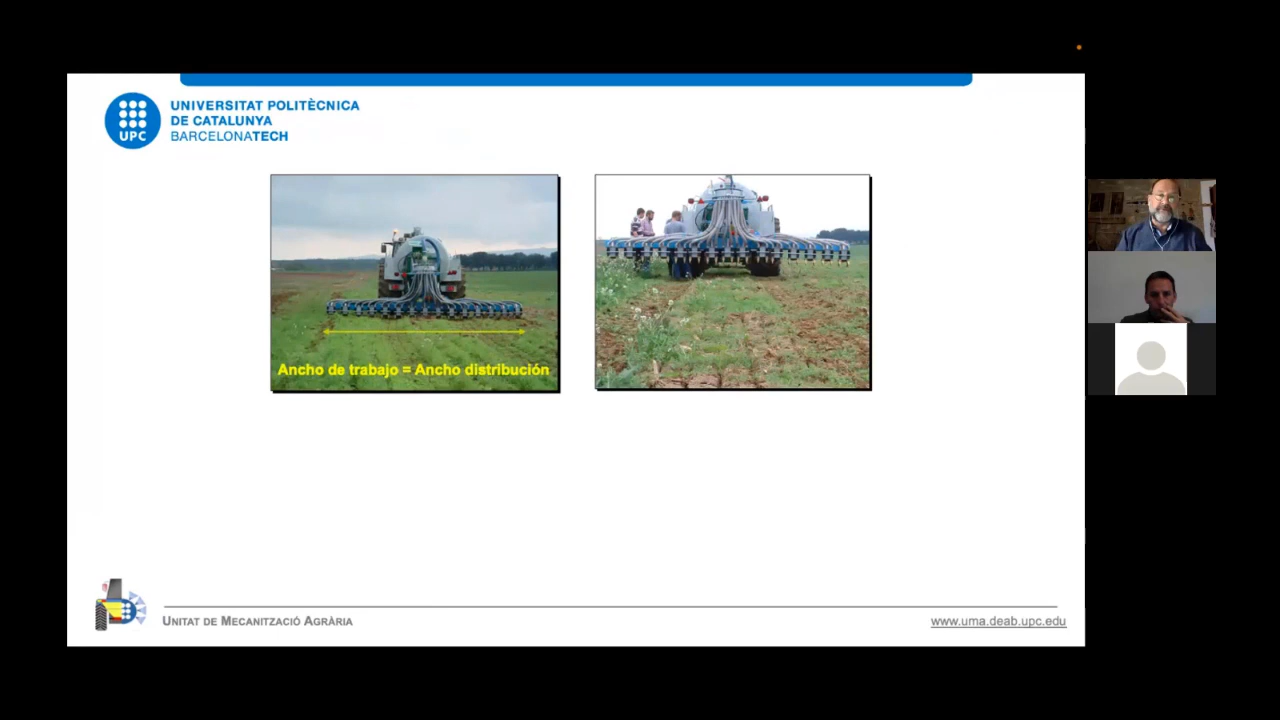 UNIVERSITAT POLITÈCNICA
DE CATALUNYA
BARCELONATECH
UPC
Ancho de trabajo = Ancho distribución
UNITAT DE MECANITZACIÓ AGRÀRIA
www.uma.deab.upc.edu